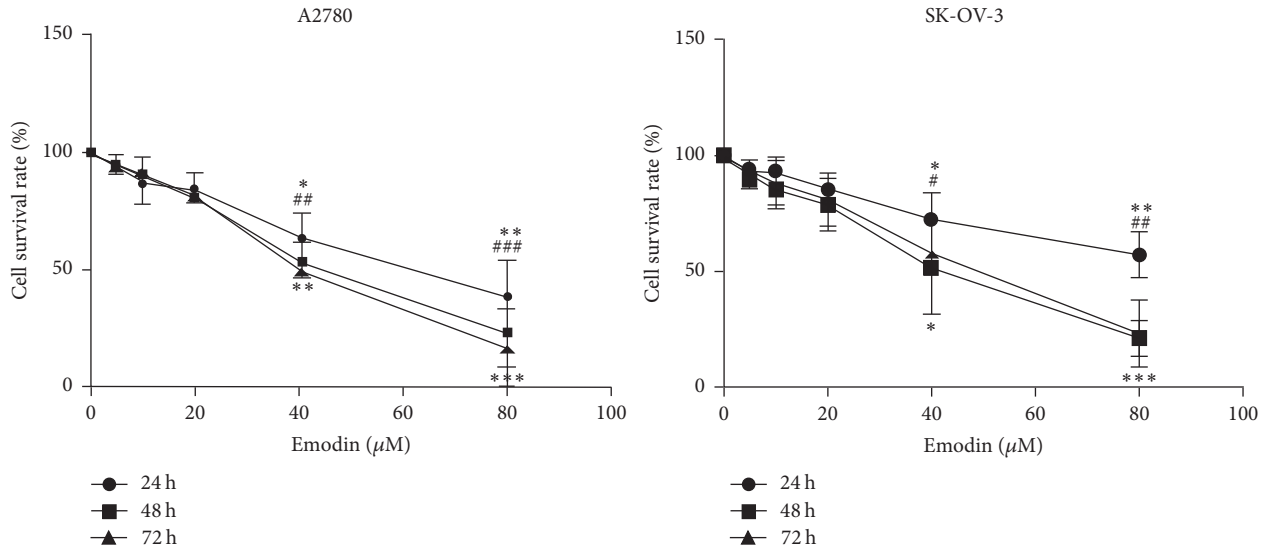 A2780
150
100
50
0
Cell survival rate (%)
*
##
**
**
###
***
0 20 40 60 80 100
Emodin (μM)
24 h
48 h
72 h
SK-OV-3
150
100
50
0
Cell survival rate (%)
*
#
*
**
##
***
0 20 40 60 80 100
Emodin (μM)
24 h
48 h
72 h